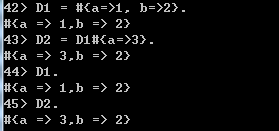 42> D1 = #{a=>1, b=>2}.
#{a => 1,b => 2}
43> D2 = D1#{a=>3}.
#{a => 3,b => 2}
44> D1.
#{a => 1,b => 2}
45> D2.
#{a => 3,b => 2}